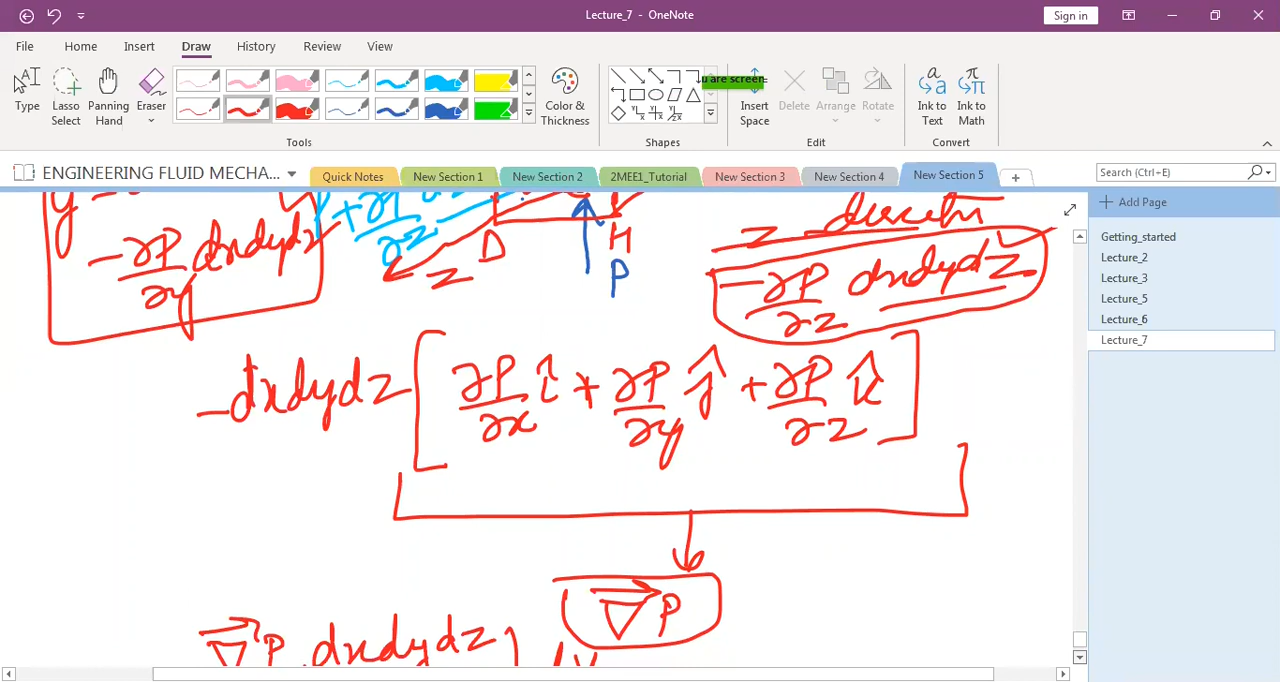 Lecture_7 - OneNote
Sign in
File Home Insert Draw History Review View
Type
Lasso Select
Panning Hand
Eraser
Color & Thickness
Insert Space
Delete
Arrange
Rotate
Ink to Text
Ink to Math
u are screen
Tools
Shapes
Edit
Convert
ENGINEERING FLUID MECHA...
Quick Notes New Section 1 New Section 2 2MEE1_Tutorial New Section 3 New Section 4 New Section 5
Search (Ctrl+E)
Add Page
Getting_started
Lecture_2
Lecture_3
Lecture_5
Lecture_6
Lecture_7
y
-∂P/∂y dxdydz
P+∂P/∂z
D
H
z
P
z
-∂P/∂z dxdydz
-dxdydz [∂P/∂x î + ∂P/∂y ĵ + ∂P/∂z k̂]
∇⃗P
∇⃗P. dxdydz
dV